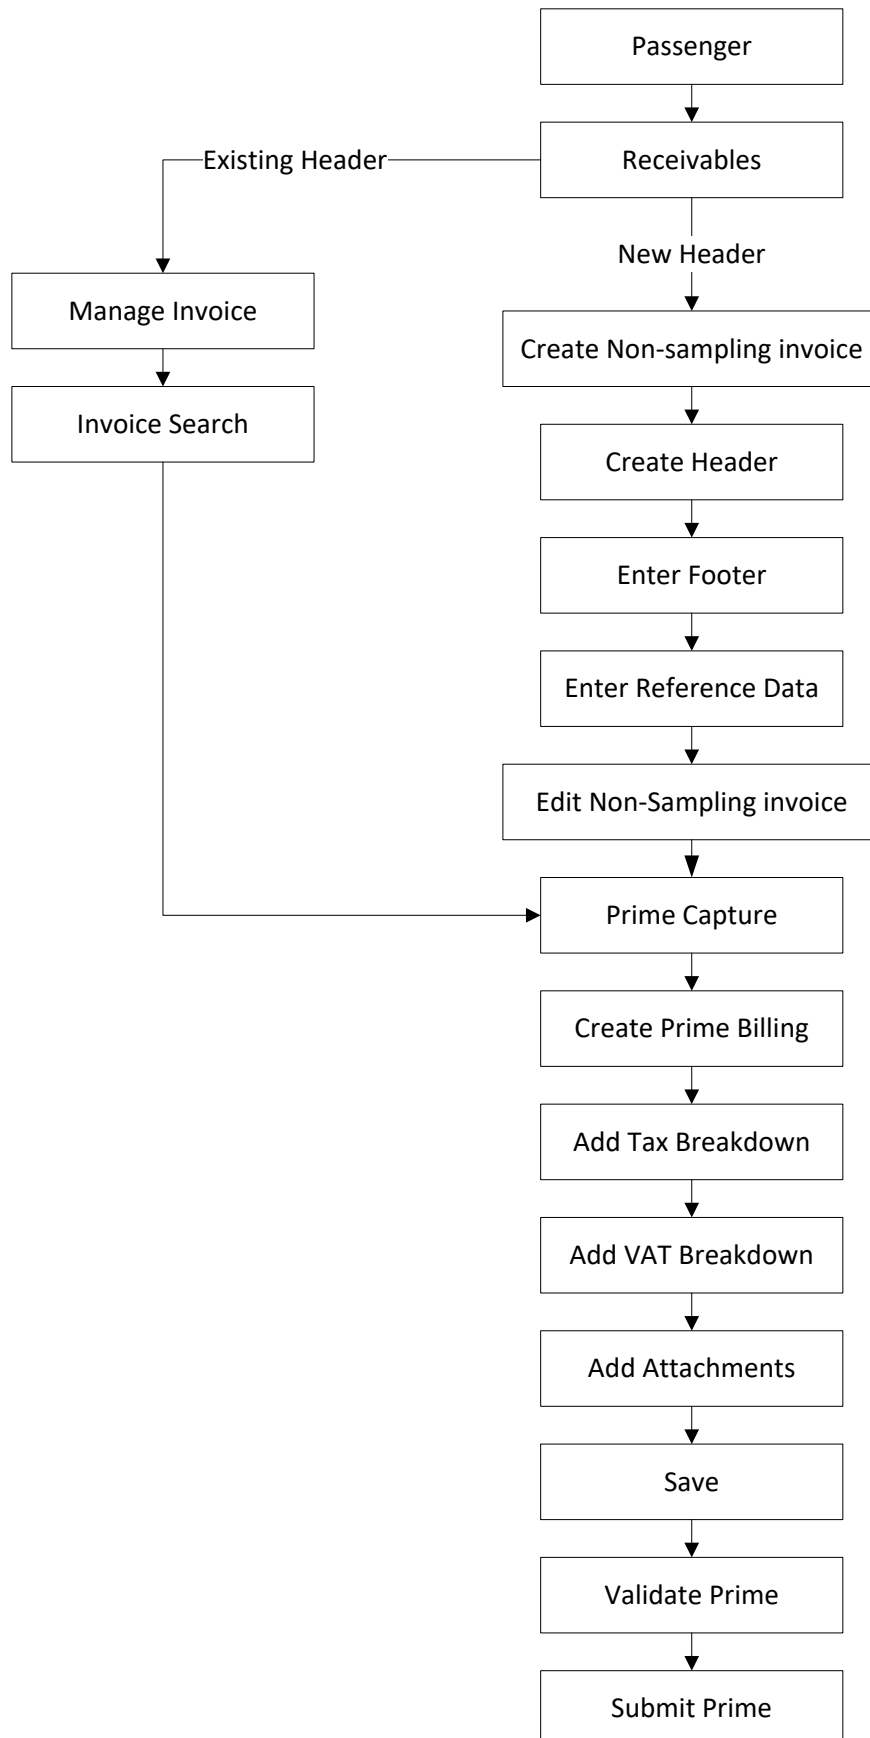 Passenger
Receivables
Existing Header
New Header
Manage Invoice
Create Non-sampling invoice
Invoice Search
Create Header
Enter Footer
Enter Reference Data
Edit Non-Sampling invoice
Prime Capture
Create Prime Billing
Add Tax Breakdown
Add VAT Breakdown
Add Attachments
Save
Validate Prime
Submit Prime